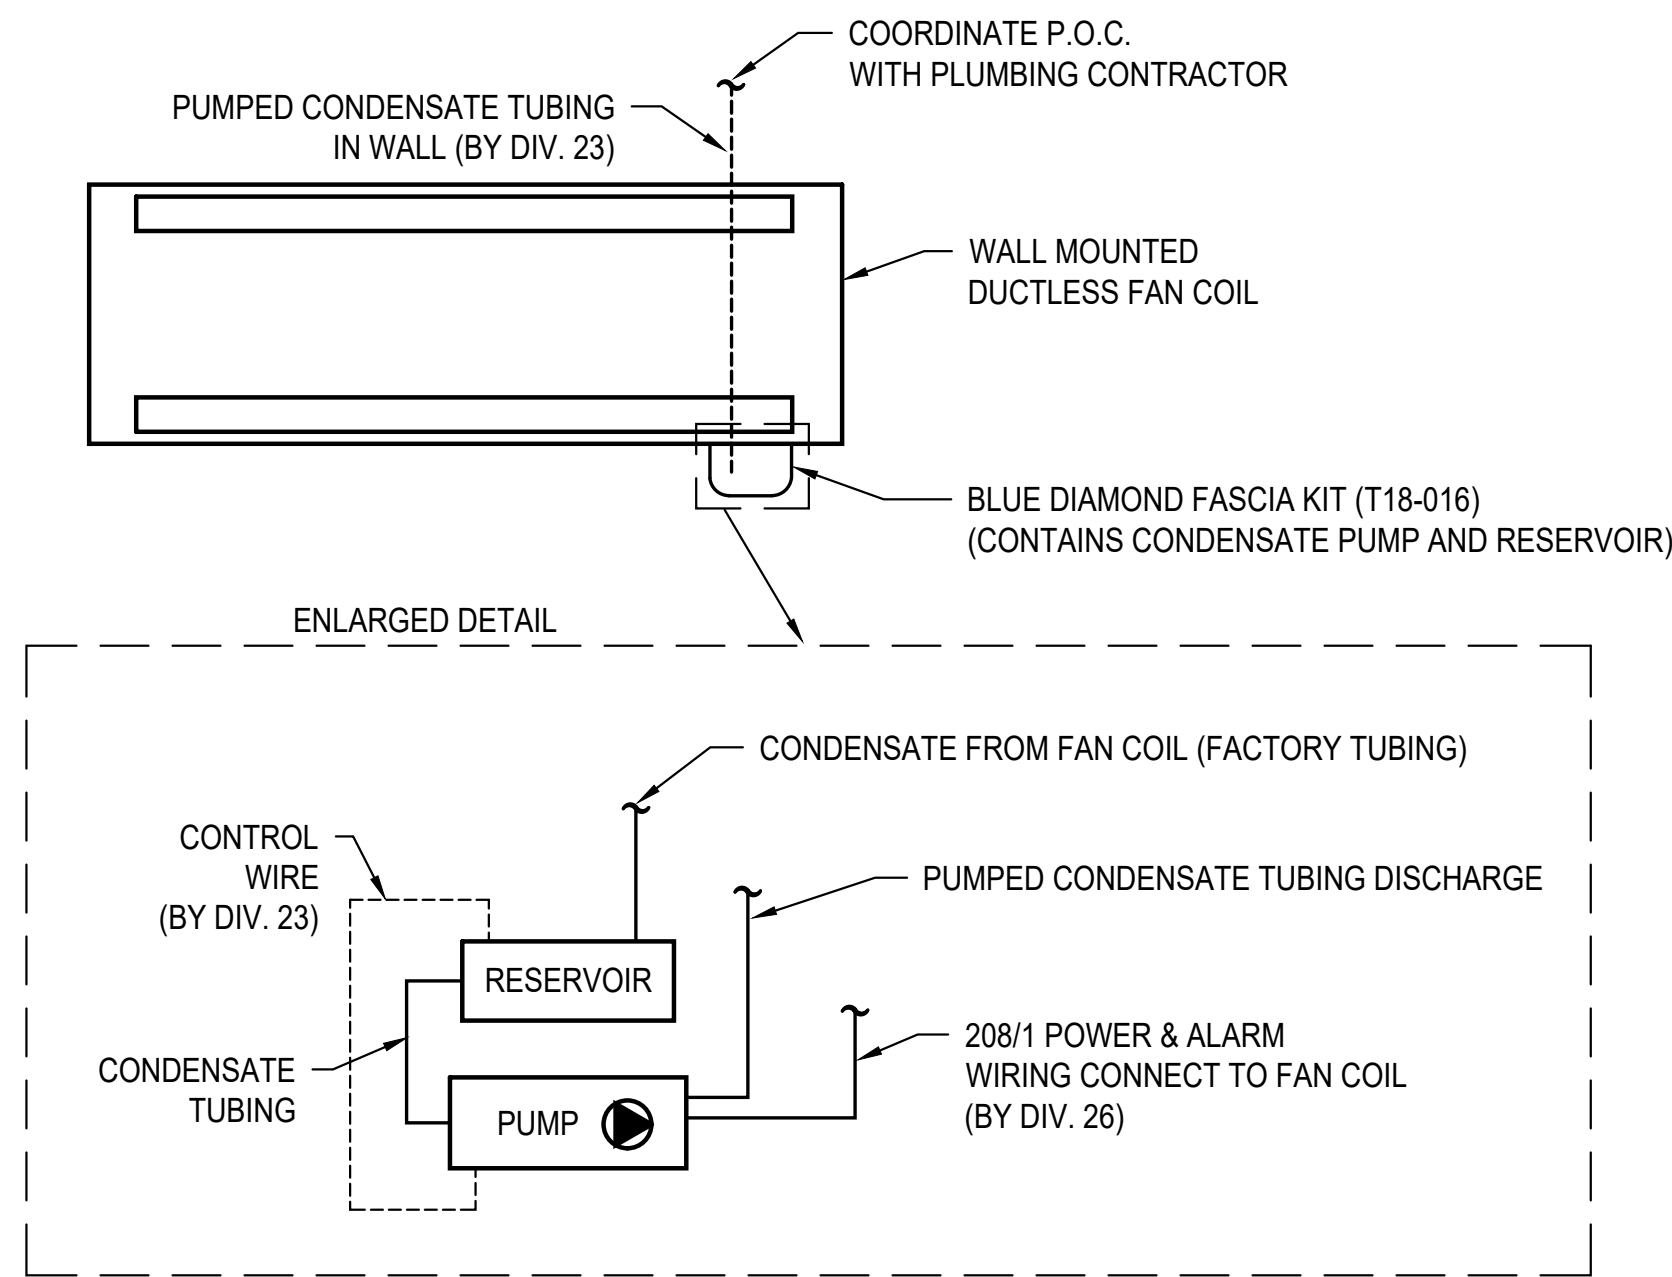 COORDINATE P.O.C.
WITH PLUMBING CONTRACTOR
PUMPED CONDENSATE TUBING
IN WALL (BY DIV. 23)
WALL MOUNTED
DUCTLESS FAN COIL
BLUE DIAMOND FASCIA KIT (T18-016)
(CONTAINS CONDENSATE PUMP AND RESERVOIR)
ENLARGED DETAIL
CONDENSATE FROM FAN COIL (FACTORY TUBING)
CONTROL
WIRE
(BY DIV. 23)
PUMPED CONDENSATE TUBING DISCHARGE
RESERVOIR
208/1 POWER & ALARM
WIRING CONNECT TO FAN COIL
(BY DIV. 26)
CONDENSATE
TUBING
PUMP